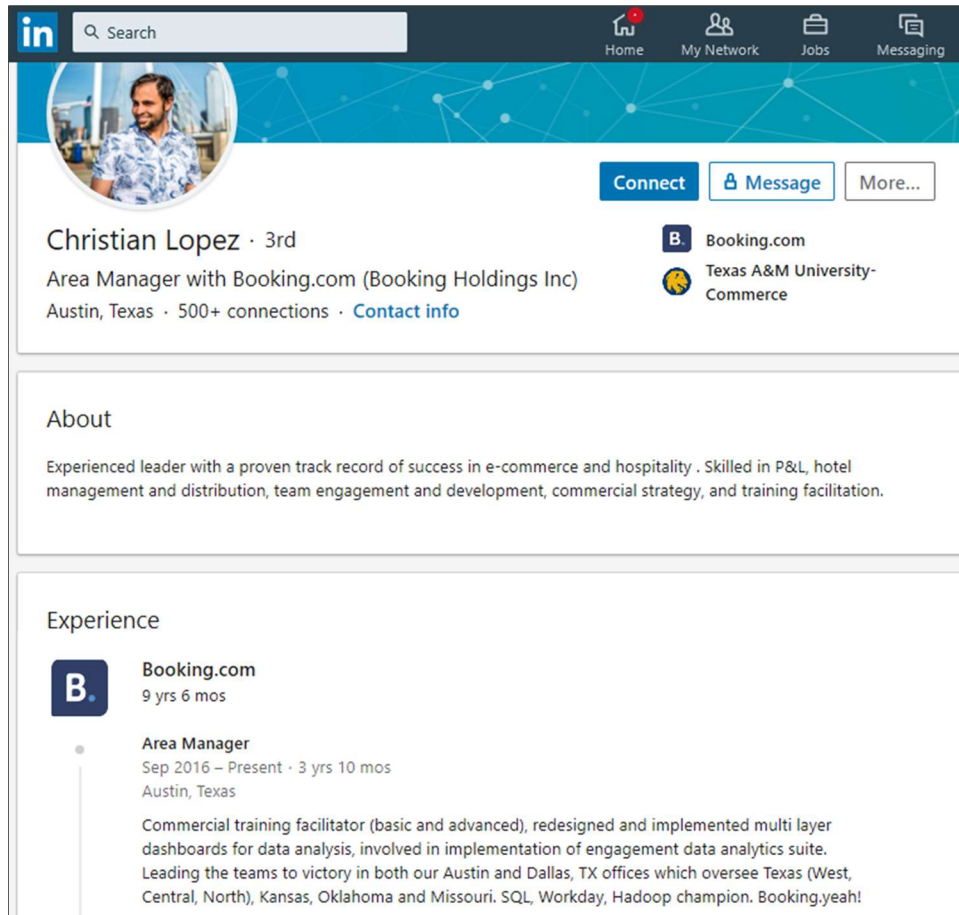 in
Search
Home
My Network
Jobs
Messaging
Connect
Message
More...
Christian Lopez · 3rd
Area Manager with Booking.com (Booking Holdings Inc)
Austin, Texas · 500+ connections · Contact info
B. Booking.com
Texas A&M University-
Commerce
About
Experienced leader with a proven track record of success in e-commerce and hospitality . Skilled in P&L, hotel
management and distribution, team engagement and development, commercial strategy, and training facilitation.
Experience
B.
Booking.com
9 yrs 6 mos
Area Manager
Sep 2016 – Present · 3 yrs 10 mos
Austin, Texas
Commercial training facilitator (basic and advanced), redesigned and implemented multi layer
dashboards for data analysis, involved in implementation of engagement data analytics suite.
Leading the teams to victory in both our Austin and Dallas, TX offices which oversee Texas (West,
Central, North), Kansas, Oklahoma and Missouri. SQL, Workday, Hadoop champion. Booking.yeah!